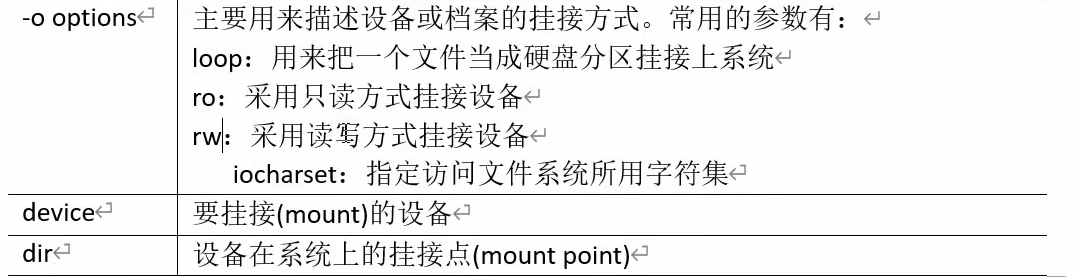 -o options 主要用来描述设备或档案的挂接方式。常用的参数有：
loop：用来把一个文件当成硬盘分区挂接上系统
ro：采用只读方式挂接设备
rw：采用读写方式挂接设备
iocharset：指定访问文件系统所用字符集
device 要挂接(mount)的设备
dir 设备在系统上的挂接点(mount point)